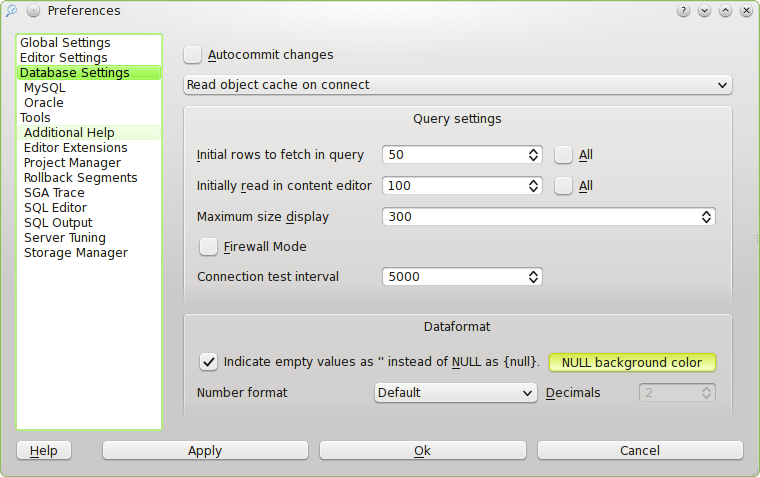 Preferences
Global Settings
Editor Settings
Database Settings
MySQL
Oracle
Tools
Additional Help
Editor Extensions
Project Manager
Rollback Segments
SGA Trace
SQL Editor
SQL Output
Server Tuning
Storage Manager
Autocommit changes
Read object cache on connect
Query settings
Initial rows to fetch in query 50 All
Initially read in content editor 100 All
Maximum size display 300
Firewall Mode
Connection test interval 5000
Dataformat
Indicate empty values as '' instead of NULL as {null}. NULL background color
Number format Default Decimals 2
Help Apply Ok Cancel